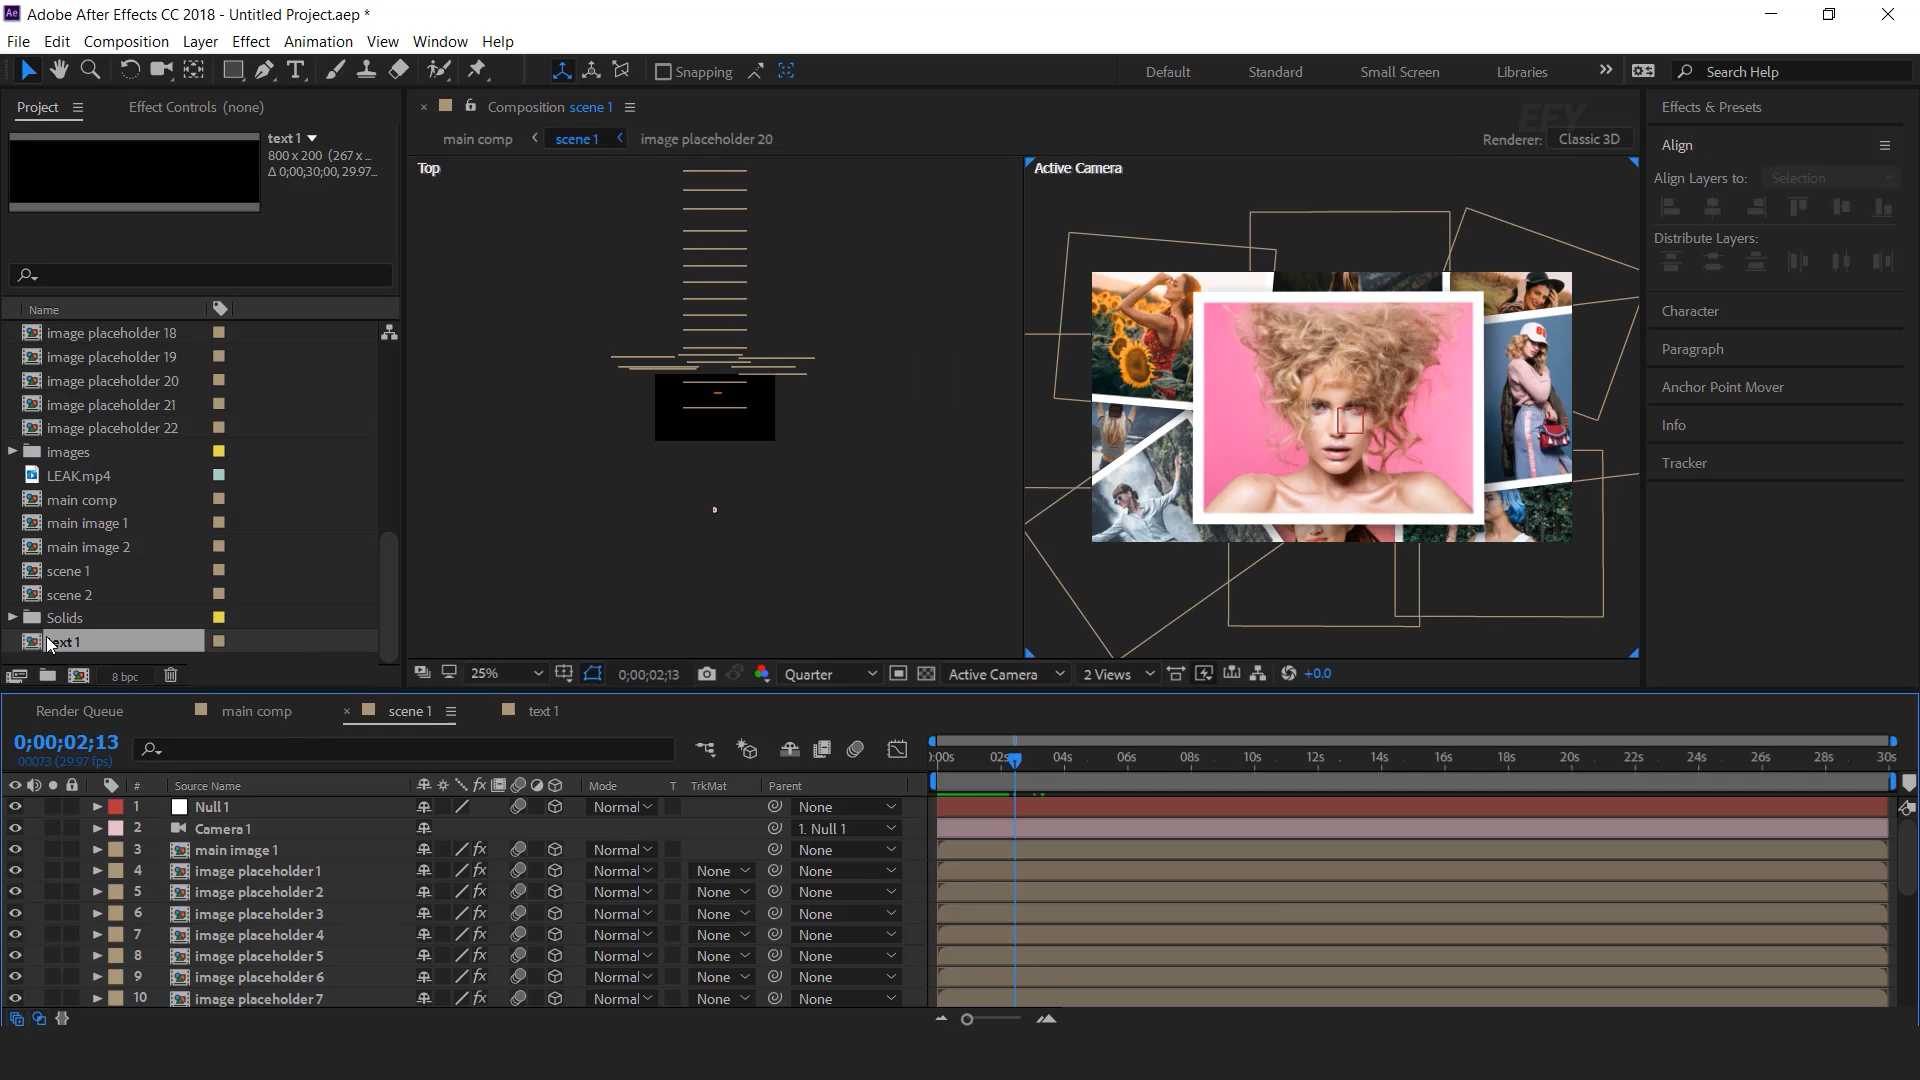 Adobe After Effects CC 2018 - Untitled Project.aep *
File Edit Composition Layer Effect Animation View Window Help
Snapping
Default Standard Small Screen Libraries
Search Help
Project Effect Controls (none)
text 1
800 x 200 (267 x ...
Δ 0;00;30;00, 29.97...
Composition scene 1
main comp scene 1 image placeholder 20
EFY
Renderer: Classic 3D
Top
Active Camera
Name
image placeholder 18
image placeholder 19
image placeholder 20
image placeholder 21
image placeholder 22
images
LEAK.mp4
main comp
main image 1
main image 2
scene 1
scene 2
Solids
8 bpc
25% 0;00;02;13 Quarter Active Camera 2 Views +0.0
Effects & Presets
Align
Align Layers to: Selection
Distribute Layers:
Character
Paragraph
Anchor Point Mover
Info
Tracker
Render Queue main comp scene 1 text 1
0;00;02;13
00073 (29.97 fps)
02s 04s 06s 08s 10s 12s 14s 16s 18s 20s 22s 24s 26s 28s 30s
# Source Name Mode T TrkMat Parent
1 Null 1 Normal None
2 Camera 1 1. Null 1
3 main image 1 Normal None
4 image placeholder 1 Normal None None
5 image placeholder 2 Normal None None
6 image placeholder 3 Normal None None
7 image placeholder 4 Normal None None
8 image placeholder 5 Normal None None
9 image placeholder 6 Normal None None
10 image placeholder 7 Normal None None